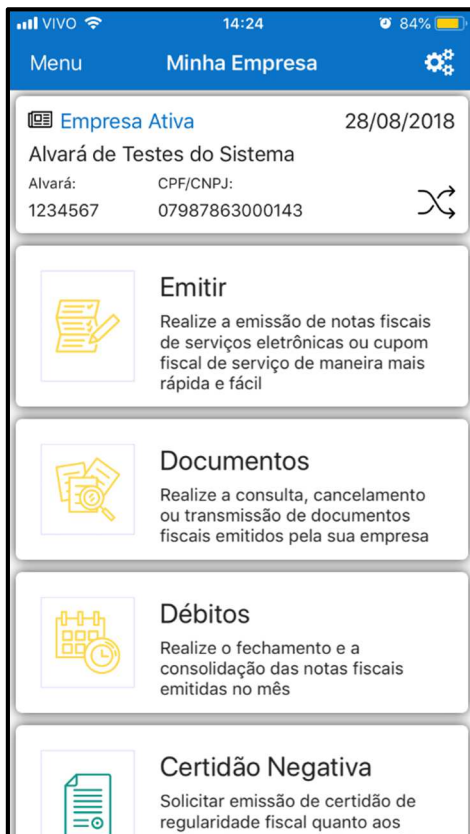 VIVO 14:24 84%
Menu Minha Empresa
Empresa Ativa 28/08/2018
Alvará de Testes do Sistema
Alvará: CPF/CNPJ:
1234567 07987863000143
Emitir
Realize a emissão de notas fiscais
de serviços eletrônicas ou cupom
fiscal de serviço de maneira mais
rápida e fácil
Documentos
Realize a consulta, cancelamento
ou transmissão de documentos
fiscais emitidos pela sua empresa
Débitos
Realize o fechamento e a
consolidação das notas fiscais
emitidas no mês
Certidão Negativa
Solicitar emissão de certidão de
regularidade fiscal quanto aos